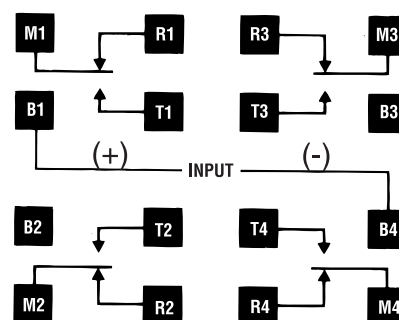 M1 R1 R3 M3
B1 T1 T3 B3
(+) INPUT (-)
B2 T2 T4 B4
M2 R2 R4 M4